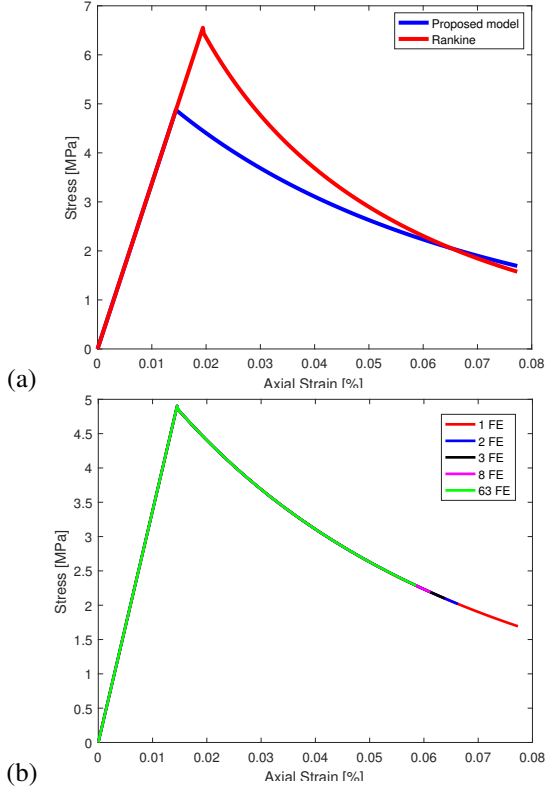 7
6
5
4
3
2
1
0
Stress [MPa]
Proposed model
Rankine
0 0.01 0.02 0.03 0.04 0.05 0.06 0.07 0.08
Axial Strain [%]
(a)
5
4.5
4
3.5
3
2.5
2
1.5
1
0.5
0
Stress [MPa]
1 FE
2 FE
3 FE
8 FE
63 FE
0 0.01 0.02 0.03 0.04 0.05 0.06 0.07 0.08
Axial Strain [%]
(b)